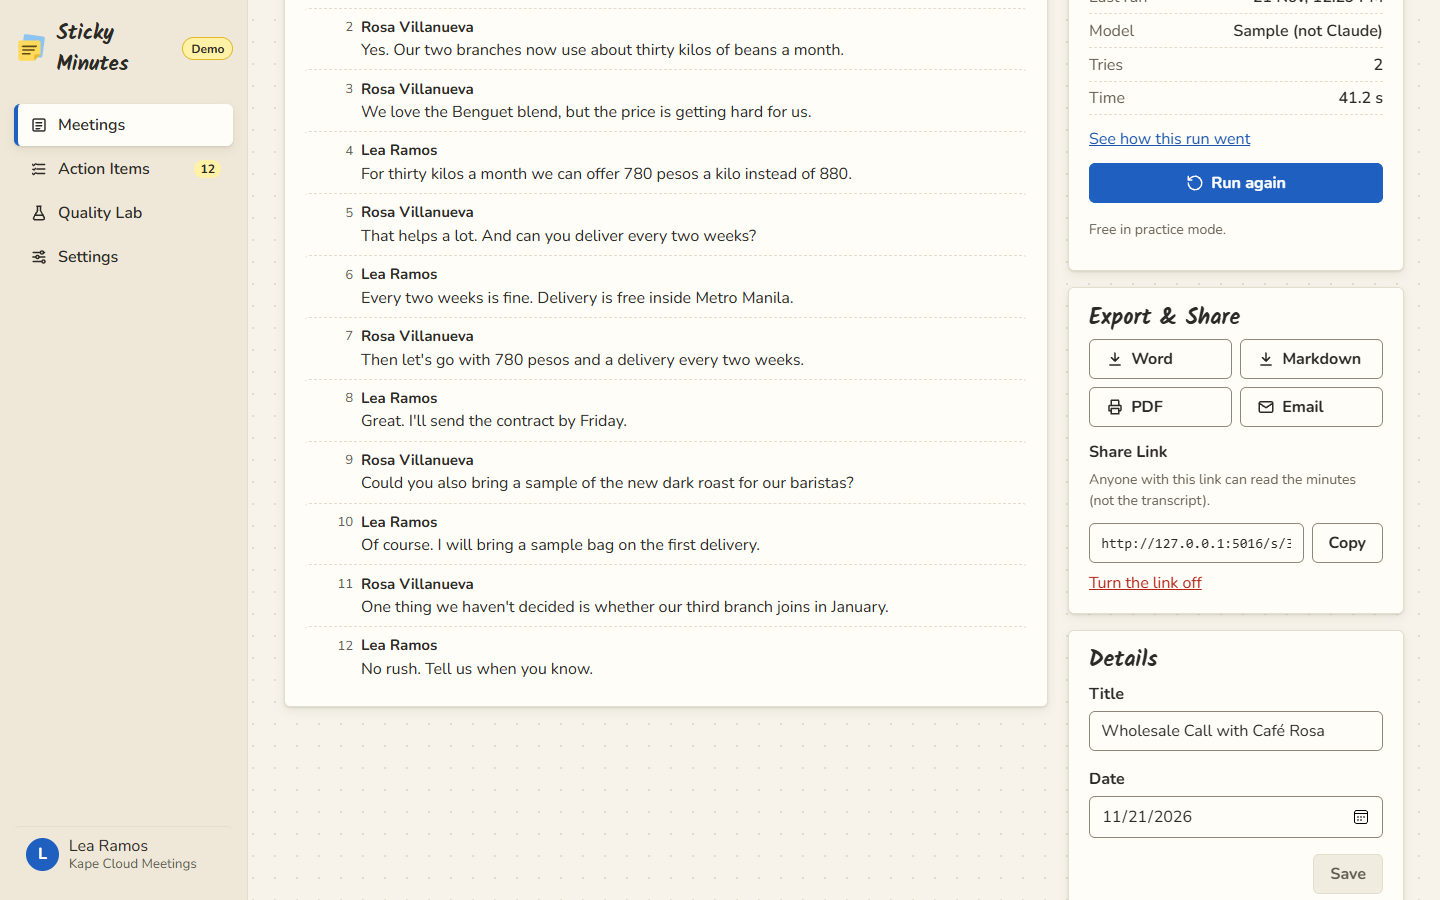 Sticky
Minutes
Demo
Meetings
Action Items 12
Quality Lab
Settings
Lea Ramos
L
Kape Cloud Meetings
2 Rosa Villanueva
Yes. Our two branches now use about thirty kilos of beans a month.
3 Rosa Villanueva
We love the Benguet blend, but the price is getting hard for us.
4 Lea Ramos
For thirty kilos a month we can offer 780 pesos a kilo instead of 880.
5 Rosa Villanueva
That helps a lot. And can you deliver every two weeks?
6 Lea Ramos
Every two weeks is fine. Delivery is free inside Metro Manila.
7 Rosa Villanueva
Then let's go with 780 pesos and a delivery every two weeks.
8 Lea Ramos
Great. I'll send the contract by Friday.
9 Rosa Villanueva
Could you also bring a sample of the new dark roast for our baristas?
10 Lea Ramos
Of course. I will bring a sample bag on the first delivery.
11 Rosa Villanueva
One thing we haven't decided is whether our third branch joins in January.
12 Lea Ramos
No rush. Tell us when you know.
Model Sample (not Claude)
Tries 2
Time 41.2 s
See how this run went
Run again
Free in practice mode.
Export & Share
Word
Markdown
PDF
Email
Share Link
Anyone with this link can read the minutes
(not the transcript).
http://127.0.0.1:5016/s/
Copy
Turn the link off
Details
Title
Wholesale Call with Café Rosa
Date
11/21/2026
Save